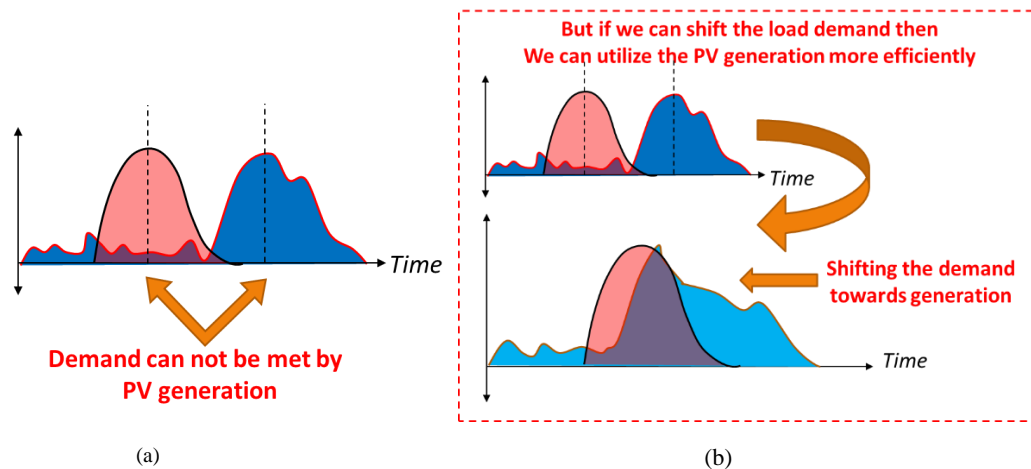 Time
Demand can not be met by
PV generation
(a)
But if we can shift the load demand then
We can utilize the PV generation more efficiently
Time
Shifting the demand
towards generation
Time
(b)